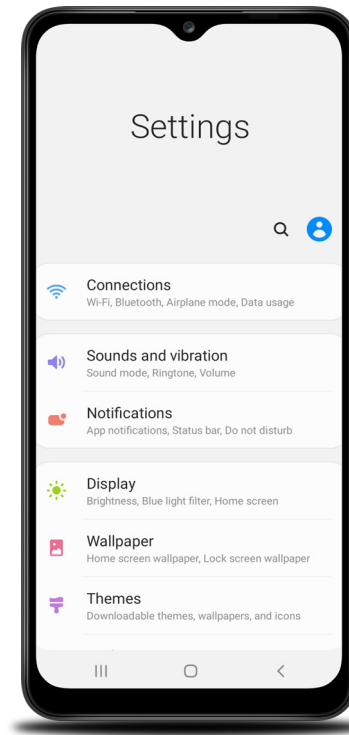 Settings
Connections
Wi-Fi, Bluetooth, Airplane mode, Data usage
Sounds and vibration
Sound mode, Ringtone, Volume
Notifications
App notifications, Status bar, Do not disturb
Display
Brightness, Blue light filter, Home screen
Wallpaper
Home screen wallpaper, Lock screen wallpaper
Themes
Downloadable themes, wallpapers, and icons